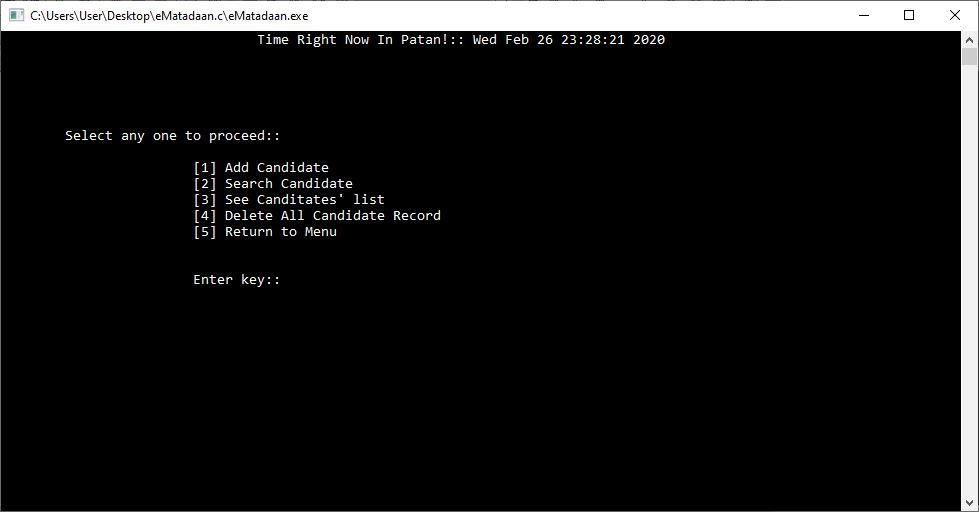 C:\Users\User\Desktop\eMatadaan.c\eMatadaan.exe
Time Right Now In Patan!:: Wed Feb 26 23:28:21 2020
Select any one to proceed::
[1] Add Candidate
[2] Search Candidate
[3] See Canditates' list
[4] Delete All Candidate Record
[5] Return to Menu
Enter key::